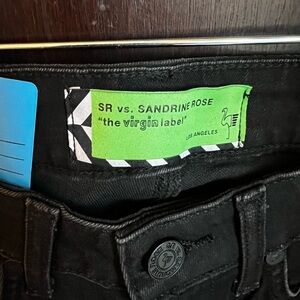 SR vs. SANDRINE ROSE
"the virgin label"
LOS ANGELES